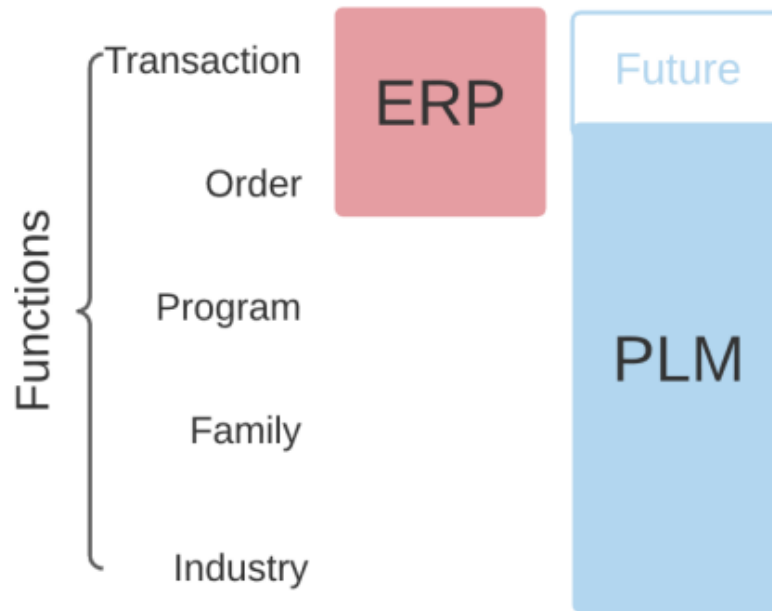 Functions
Transaction
Order
Program
Family
Industry
ERP
Future
PLM